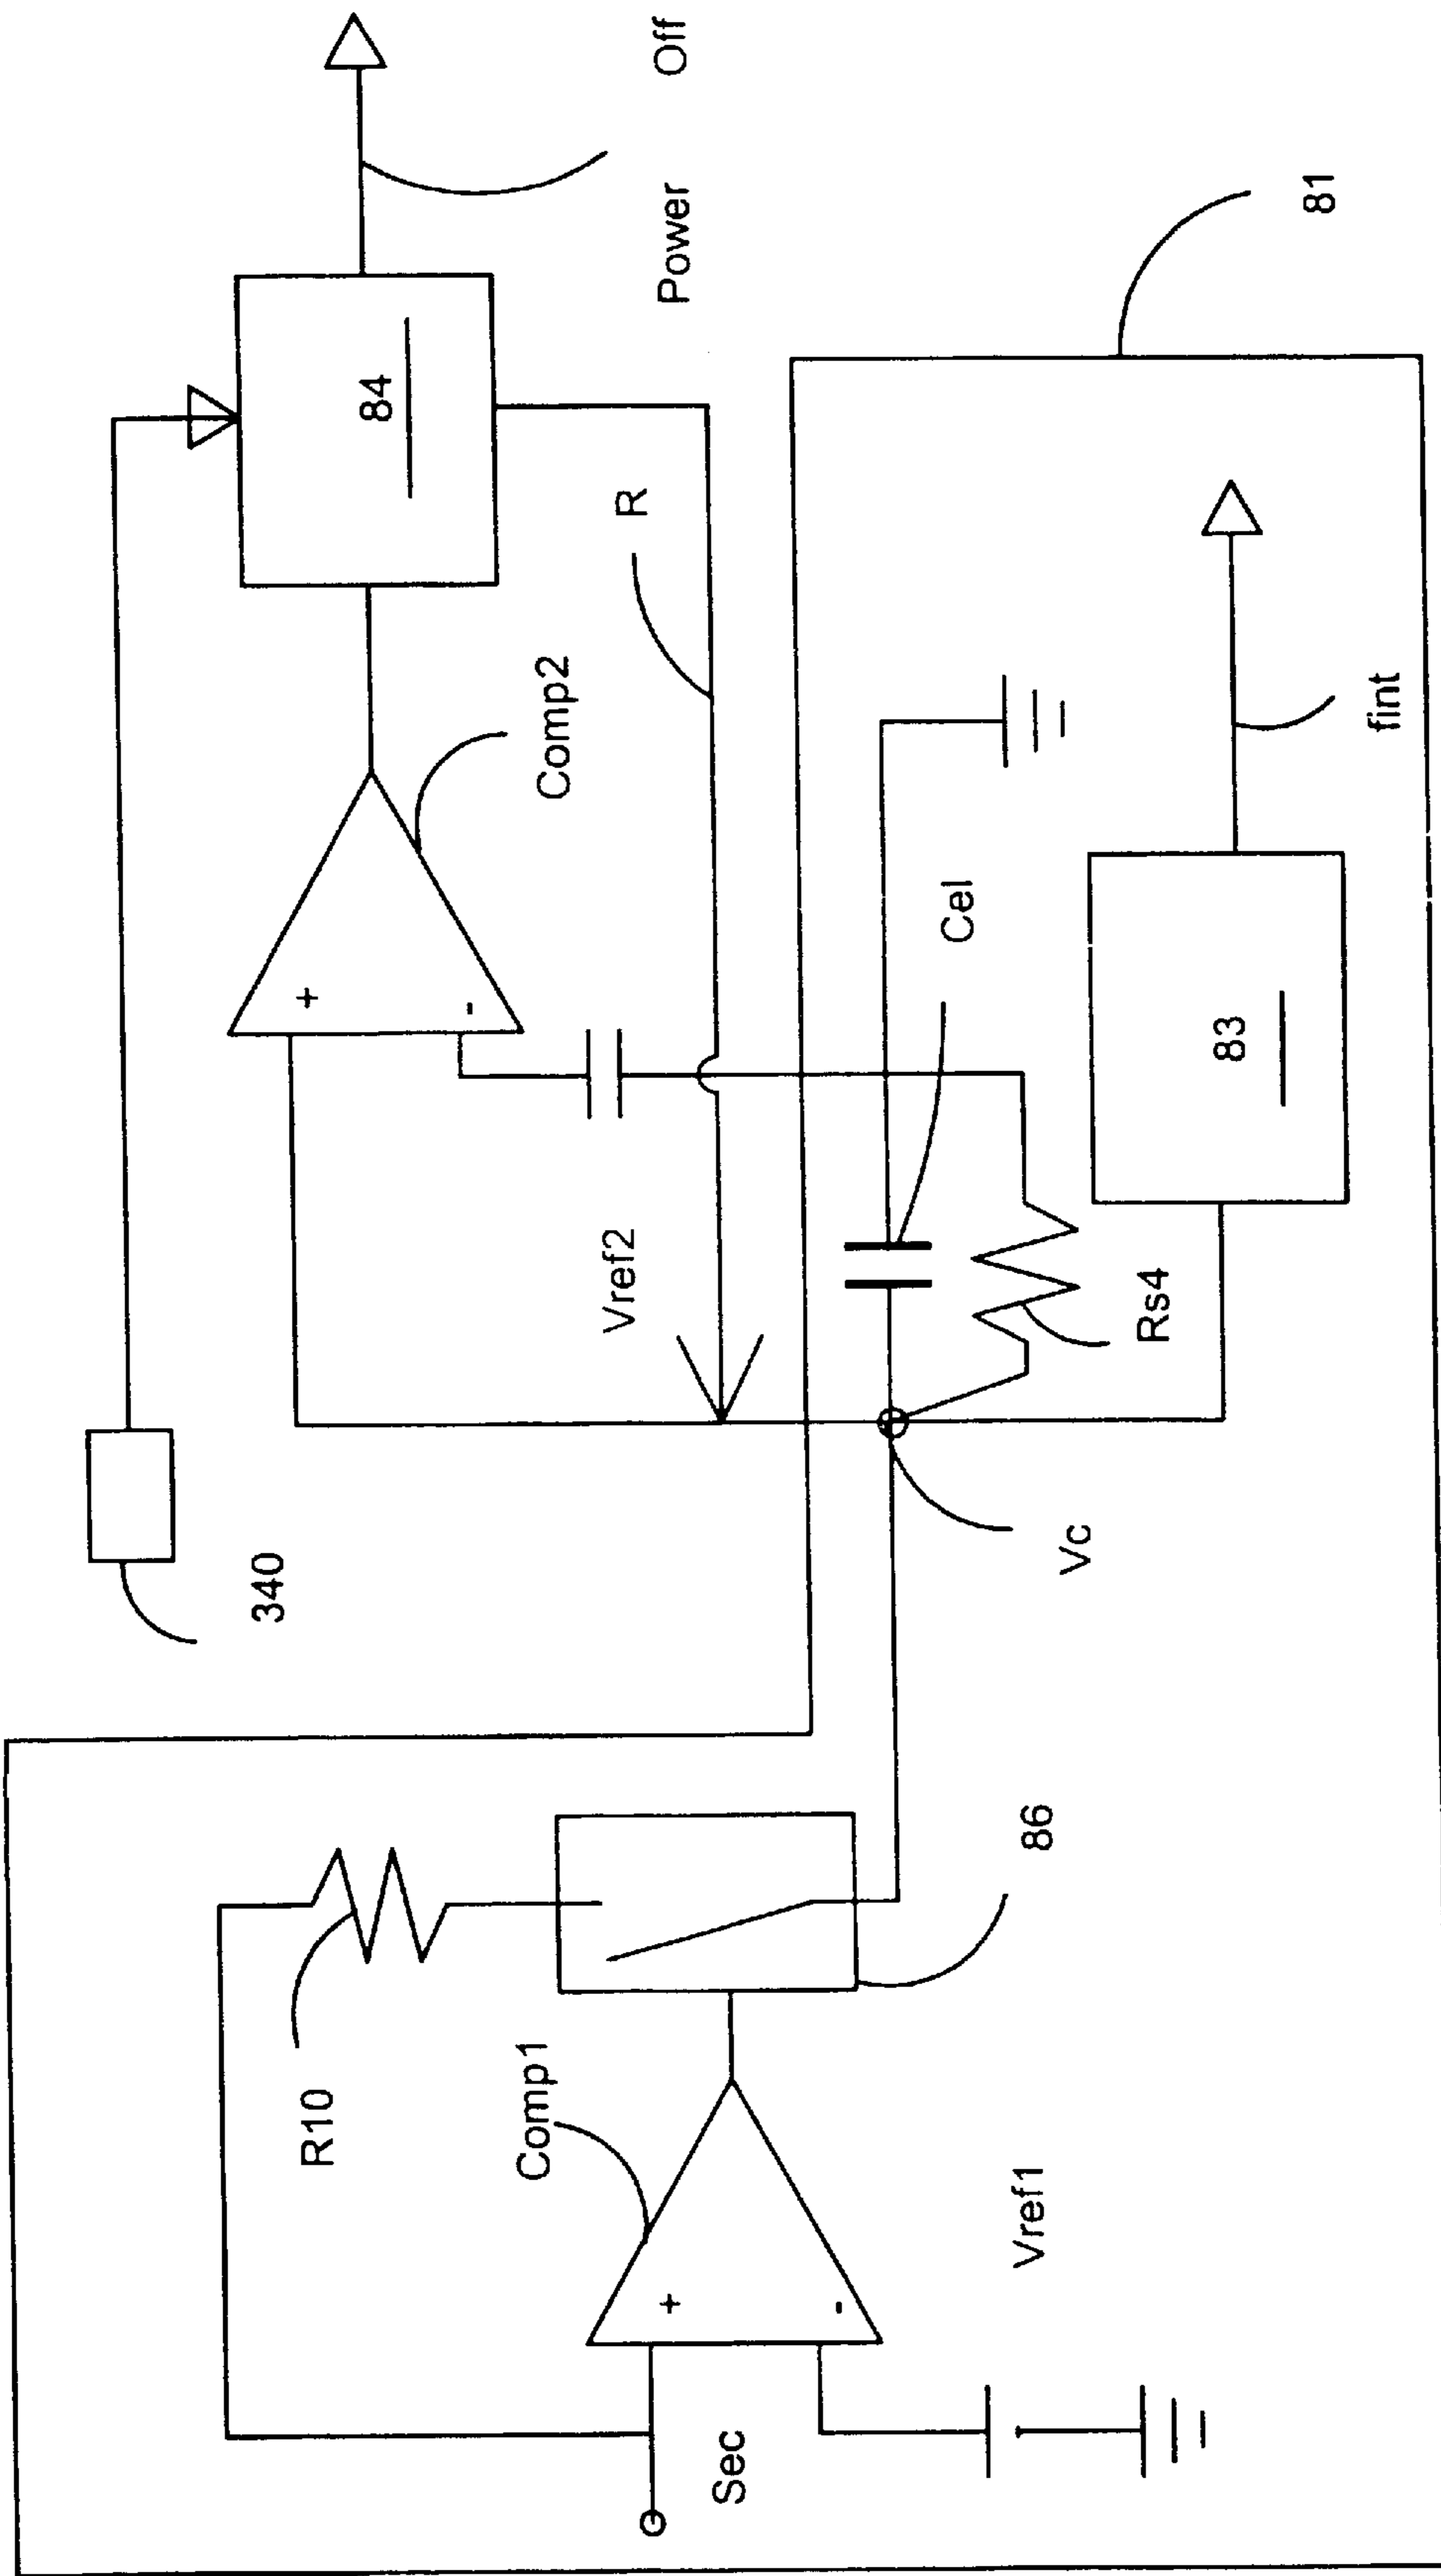 340
84
Power Off
Comp2
+
-
R
Vref2
81
R10
Comp1
+
-
Sec
Vref1
86
Vc
Cel
Rs4
83
fint